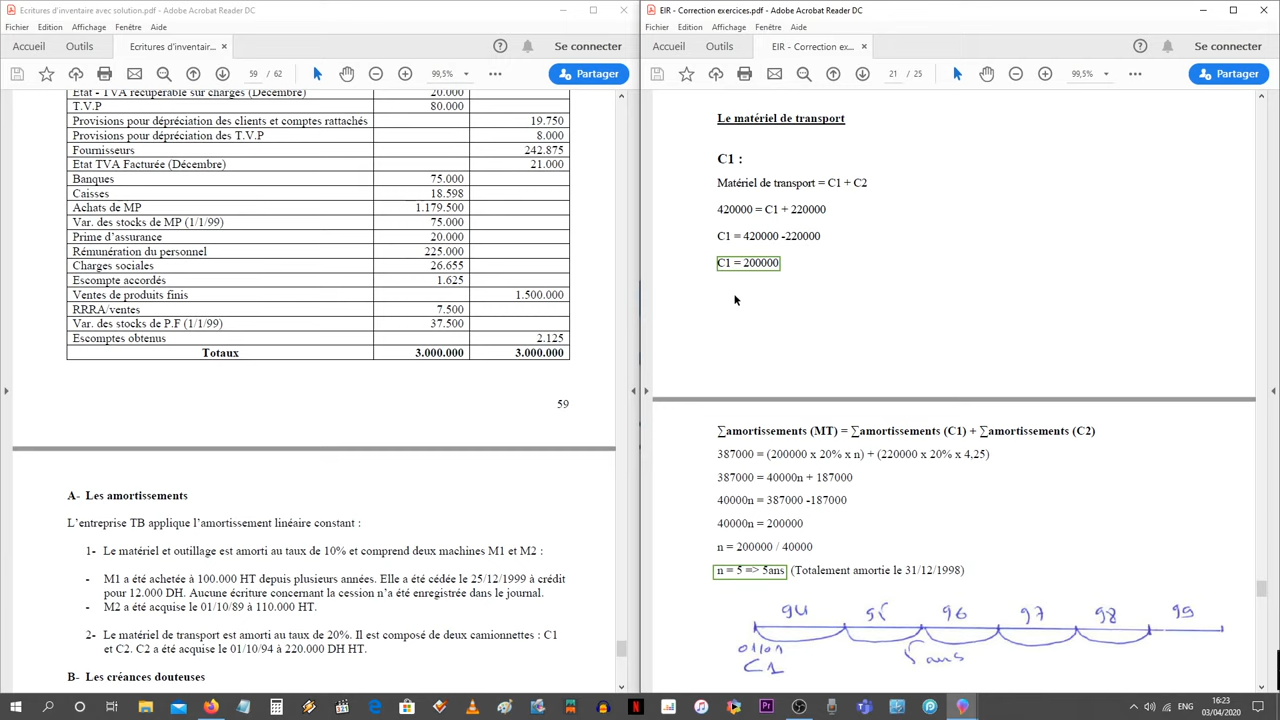 Ecritures d'inventaire avec solution.pdf - Adobe Acrobat Reader DC
Fichier Edition Affichage Fenêtre Aide
Accueil Outils Ecritures d'inventair... × Se connecter
59 / 62 99,5% Partager
Etat - TVA récupérable sur charges (Décembre) 20.000
T.V.P 80.000
Provisions pour dépréciation des clients et comptes rattachés 19.750
Provisions pour dépréciation des T.V.P 8.000
Fournisseurs 242.875
Etat TVA Facturée (Décembre) 21.000
Banques 75.000
Caisses 18.598
Achats de MP 1.179.500
Var. des stocks de MP (1/1/99) 75.000
Prime d'assurance 20.000
Rémunération du personnel 225.000
Charges sociales 26.655
Escompte accordés 1.625
Ventes de produits finis 1.500.000
RRRA/ventes 7.500
Var. des stocks de P.F (1/1/99) 37.500
Escomptes obtenus 2.125
Totaux 3.000.000 3.000.000
59
A- Les amortissements
L'entreprise TB applique l'amortissement linéaire constant :
1- Le matériel et outillage est amorti au taux de 10% et comprend deux machines M1 et M2 :
- M1 a été achetée à 100.000 HT depuis plusieurs années. Elle a été cédée le 25/12/1999 à crédit
pour 12.000 DH. Aucune écriture concernant la cession n'a été enregistrée dans le journal.
- M2 a été acquise le 01/10/89 à 110.000 HT.
2- Le matériel de transport est amorti au taux de 20%. Il est composé de deux camionnettes : C1
et C2. C2 a été acquise le 01/10/94 à 220.000 DH HT.
B- Les créances douteuses
EIR - Correction exercices.pdf - Adobe Acrobat Reader DC
Fichier Edition Affichage Fenêtre Aide
Accueil Outils EIR - Correction ex... × Se connecter
21 / 25 99,5% Partager
Le matériel de transport
C1 :
Matériel de transport = C1 + C2
420000 = C1 + 220000
C1 = 420000 -220000
C1 = 200000
∑amortissements (MT) = ∑amortissements (C1) + ∑amortissements (C2)
387000 = (200000 x 20% x n) + (220000 x 20% x 4,25)
387000 = 40000n + 187000
40000n = 387000 -187000
40000n = 200000
n = 200000 / 40000
n = 5 => 5ans (Totalement amortie le 31/12/1998)
94 95 96 97 98 99
01/01 5 ans
C1
ENG 16:23
03/04/2020